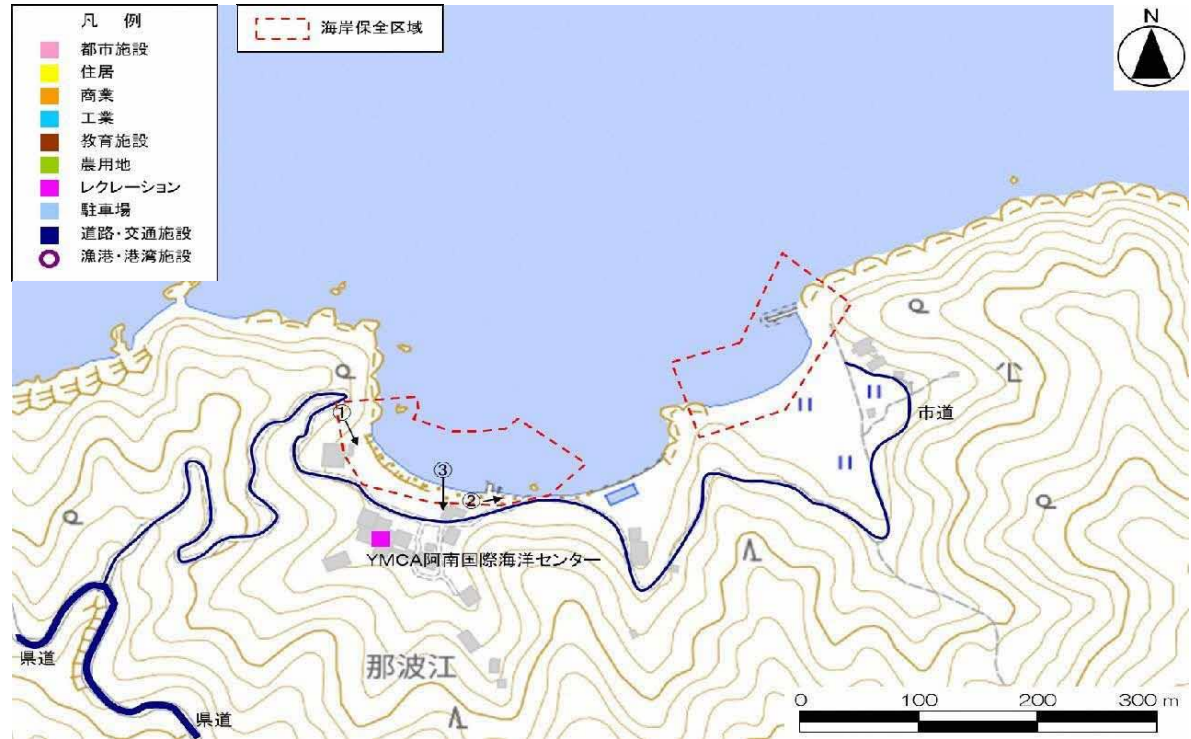 凡 例
都市施設
住居
商業
工業
教育施設
農用地
レクレーション
駐車場
道路・交通施設
漁港・港湾施設
海岸保全区域
N
①
③
②
市道
YMCA阿南国際海洋センター
那波江
県道
県道
0 100 200 300 m